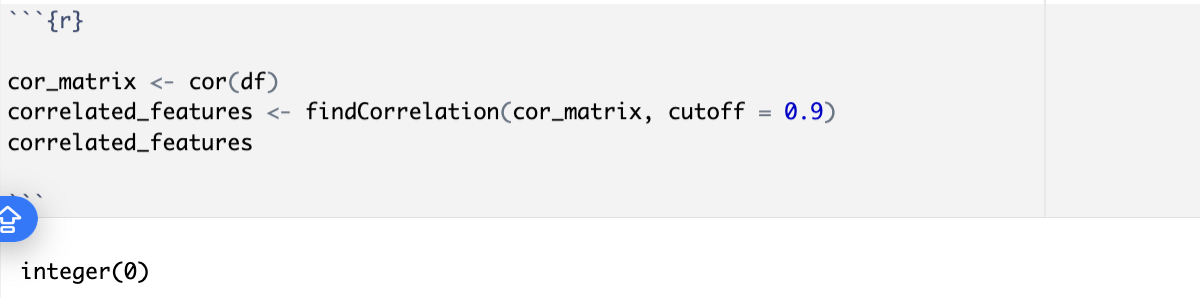 ```{r}
cor_matrix <- cor(df)
correlated_features <- findCorrelation(cor_matrix, cutoff = 0.9)
correlated_features
```
integer(0)